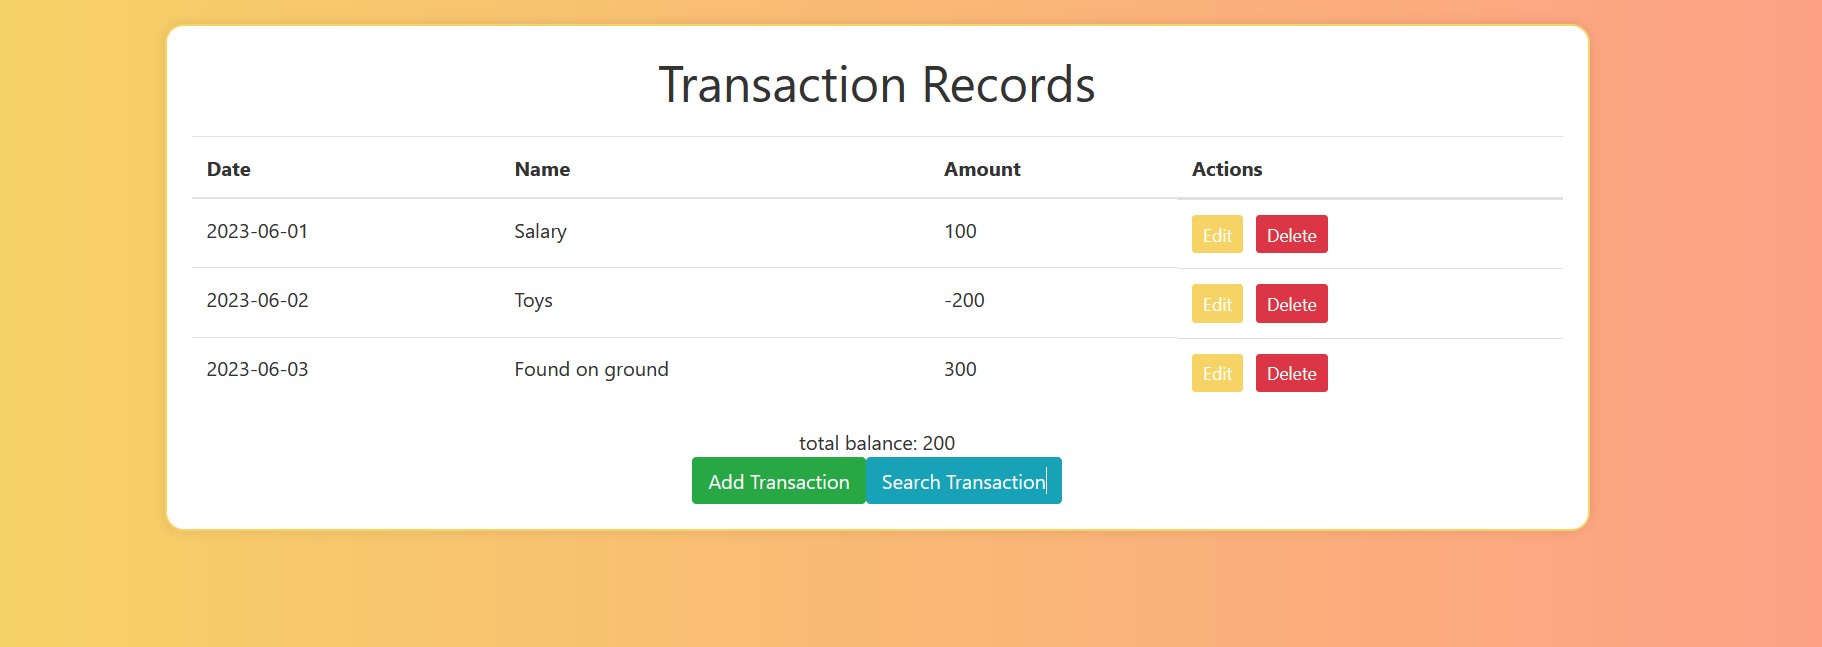 Transaction Records
Date Name Amount Actions
2023-06-01 Salary 100 Edit Delete
2023-06-02 Toys -200 Edit Delete
2023-06-03 Found on ground 300 Edit Delete
total balance: 200
Add Transaction Search Transaction